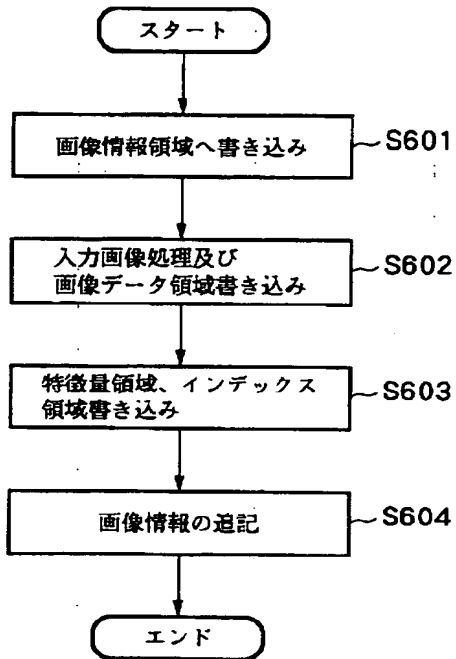 スタート
画像情報領域へ書き込み
S601
入力画像処理及び
画像データ領域書き込み
S602
特徴量領域、インデックス
領域書き込み
S603
画像情報の追記
S604
エンド